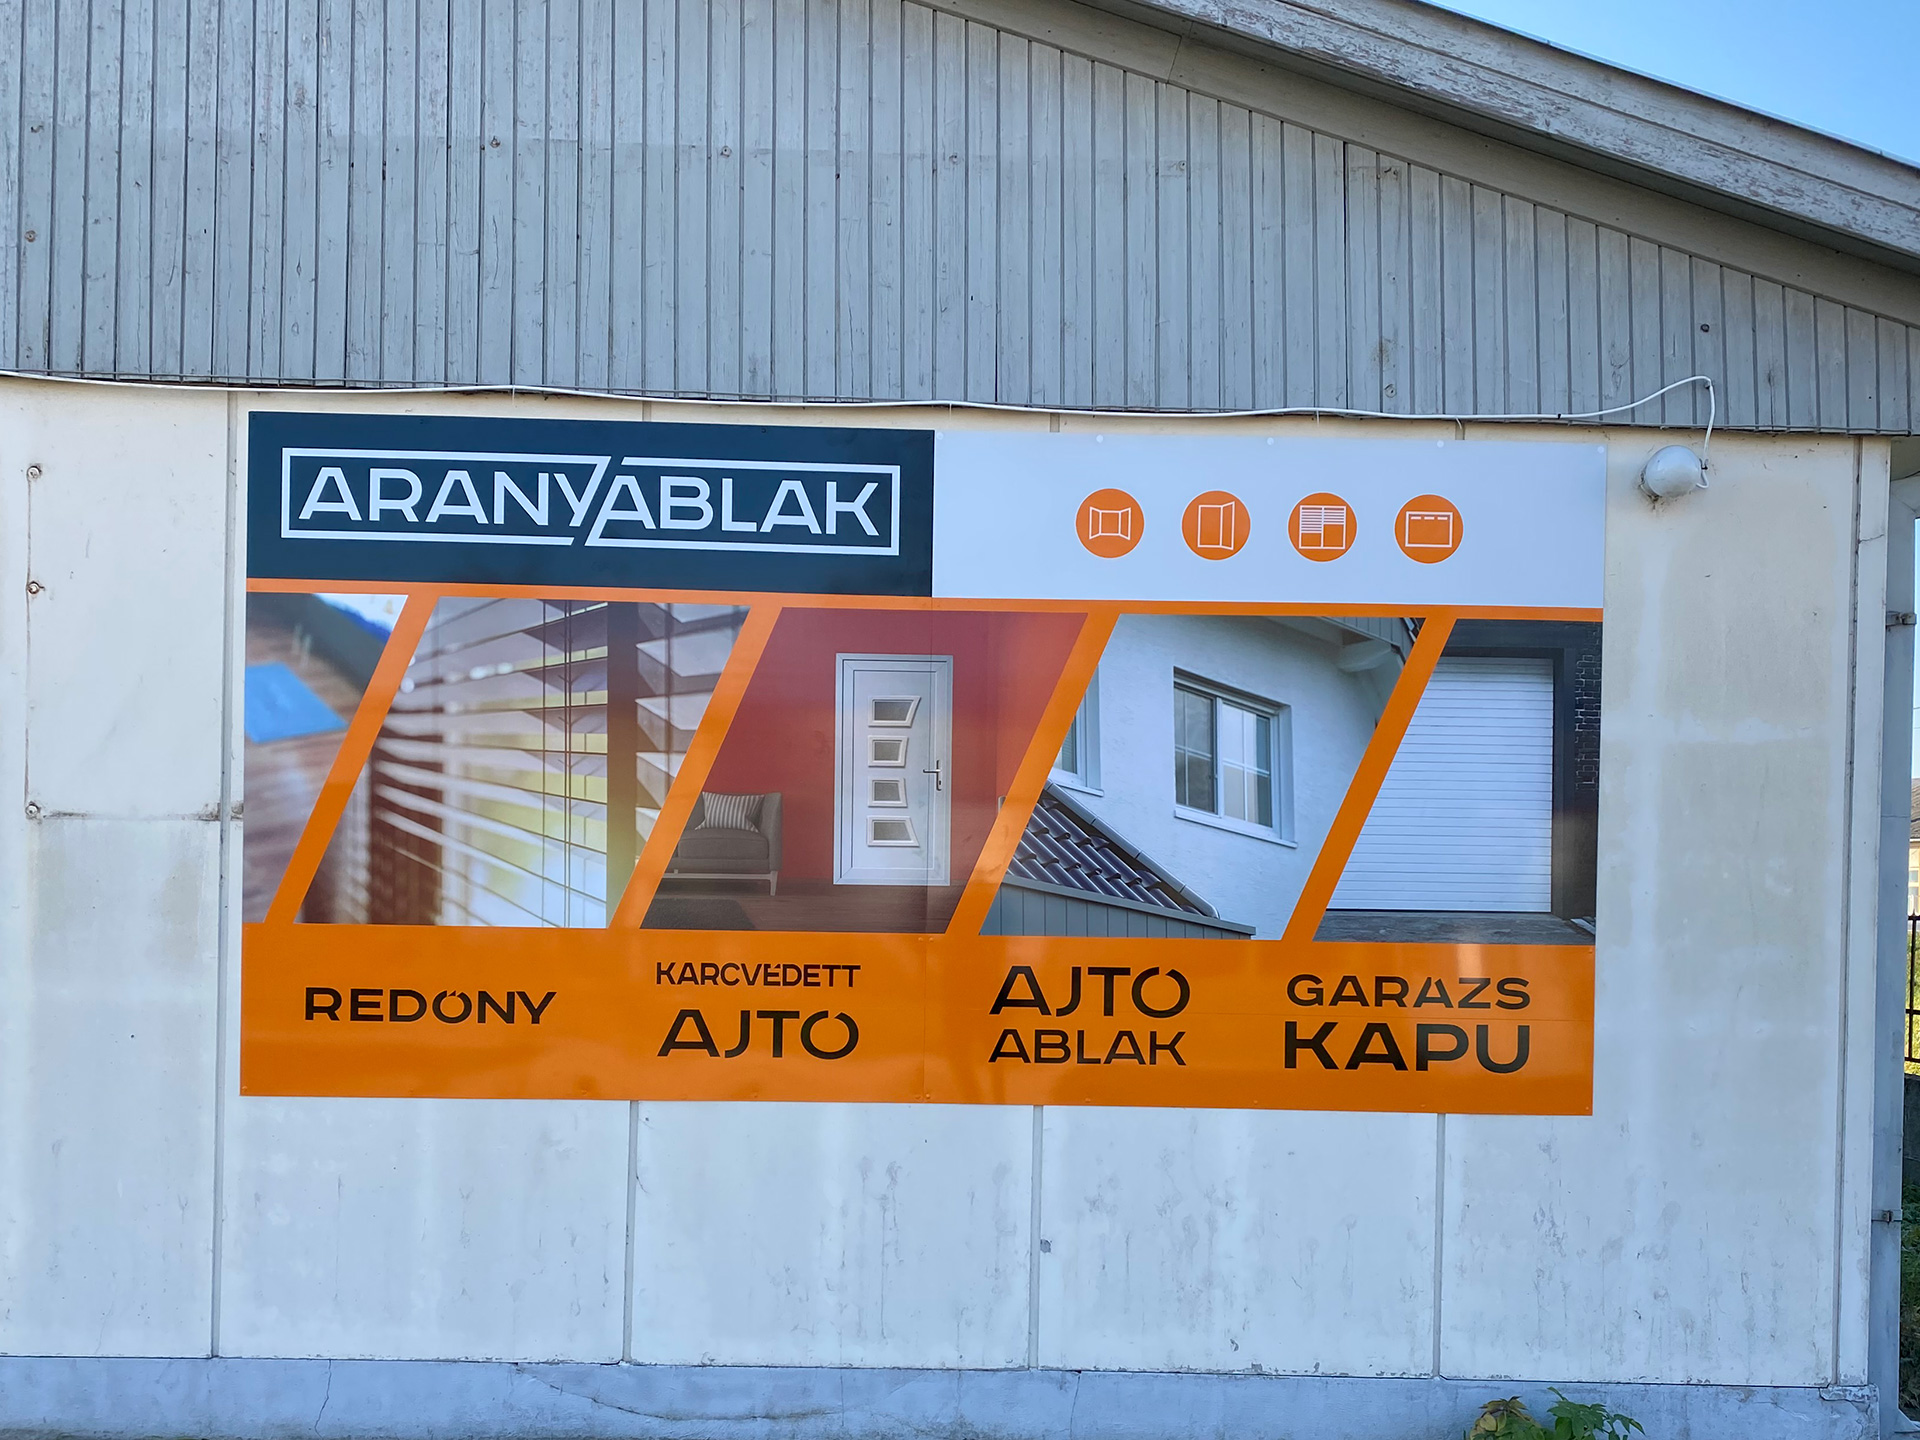 ARANYABLAK
REDŐNY
KARCVÉDETT
AJTÓ
AJTÓ
ABLAK
GARÁZS
KAPU